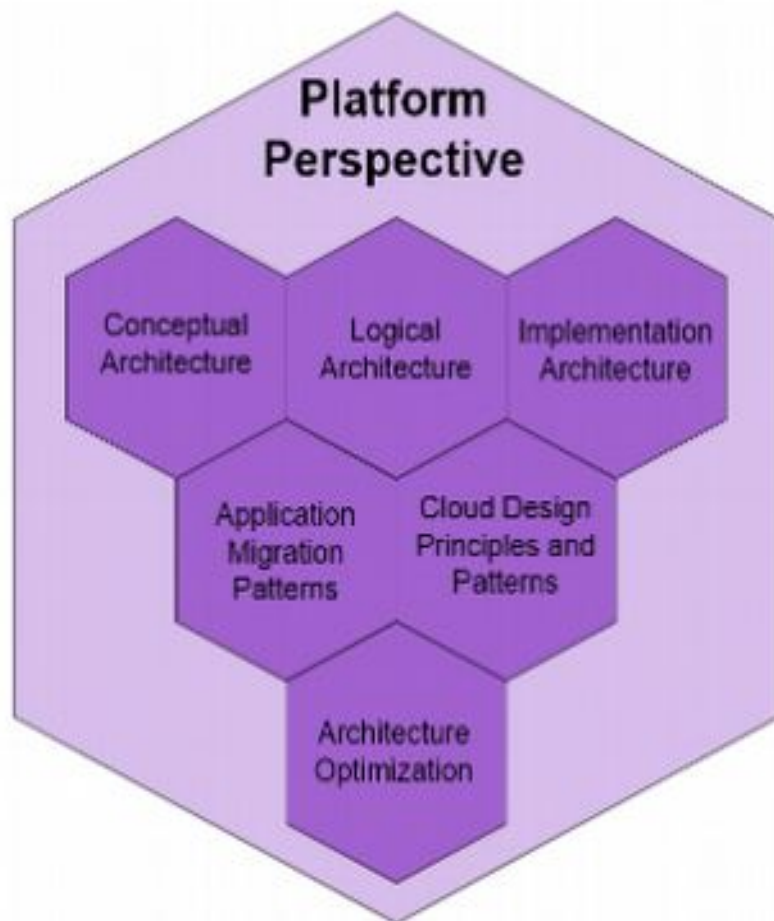 Platform
Perspective
Conceptual
Architecture
Logical
Architecture
Implementation
Architecture
Application
Migration
Patterns
Cloud Design
Principles and
Patterns
Architecture
Optimization